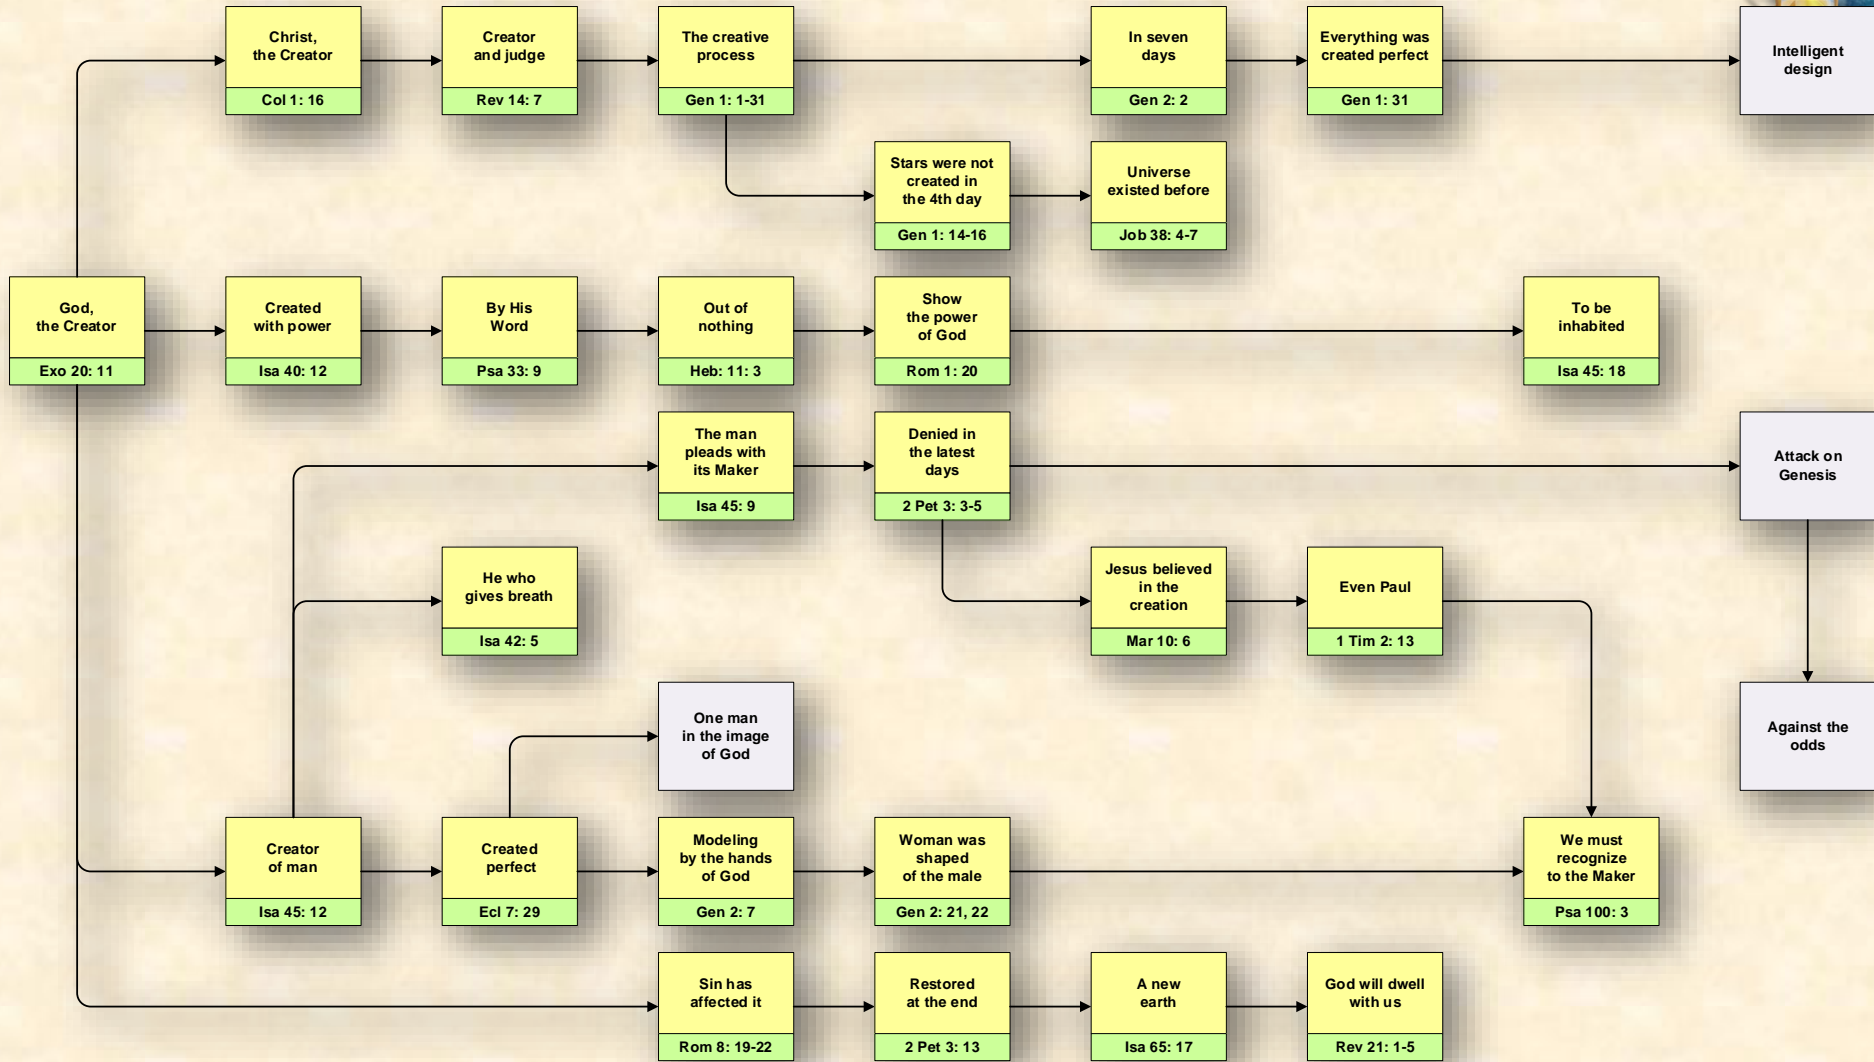 Christ,
the Creator
Col 1: 16
Creator
and judge
Rev 14: 7
The creative
process
Gen 1: 1-31
In seven
days
Gen 2: 2
Everything was
created perfect
Gen 1: 31
Intelligent
design
Stars were not
created in
the 4th day
Gen 1: 14-16
Universe
existed before
Job 38: 4-7
God,
the Creator
Exo 20: 11
Created
with power
Isa 40: 12
By His
Word
Psa 33: 9
Out of
nothing
Heb: 11: 3
Show
the power
of God
Rom 1: 20
To be
inhabited
Isa 45: 18
The man
pleads with
its Maker
Isa 45: 9
Denied in
the latest
days
2 Pet 3: 3-5
Attack on
Genesis
He who
gives breath
Isa 42: 5
Jesus believed
in the
creation
Mar 10: 6
Even Paul
1 Tim 2: 13
One man
in the image
of God
Against the
odds
Creator
of man
Isa 45: 12
Created
perfect
Ecl 7: 29
Modeling
by the hands
of God
Gen 2: 7
Woman was
shaped
of the male
Gen 2: 21, 22
We must
recognize
to the Maker
Psa 100: 3
Sin has
affected it
Rom 8: 19-22
Restored
at the end
2 Pet 3: 13
A new
earth
Isa 65: 17
God will dwell
with us
Rev 21: 1-5